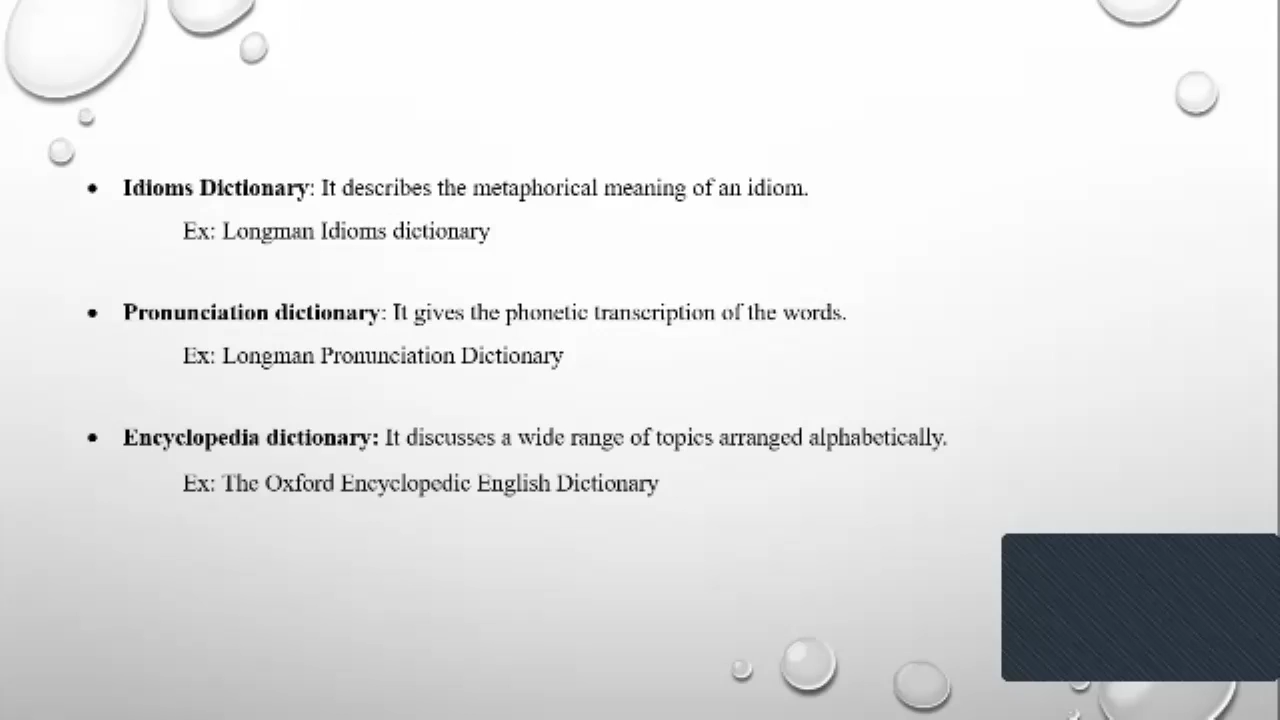 • Idioms Dictionary: It describes the metaphorical meaning of an idiom.
Ex: Longman Idioms dictionary
• Pronunciation dictionary: It gives the phonetic transcription of the words.
Ex: Longman Pronunciation Dictionary
• Encyclopedia dictionary: It discusses a wide range of topics arranged alphabetically.
Ex: The Oxford Encyclopedic English Dictionary